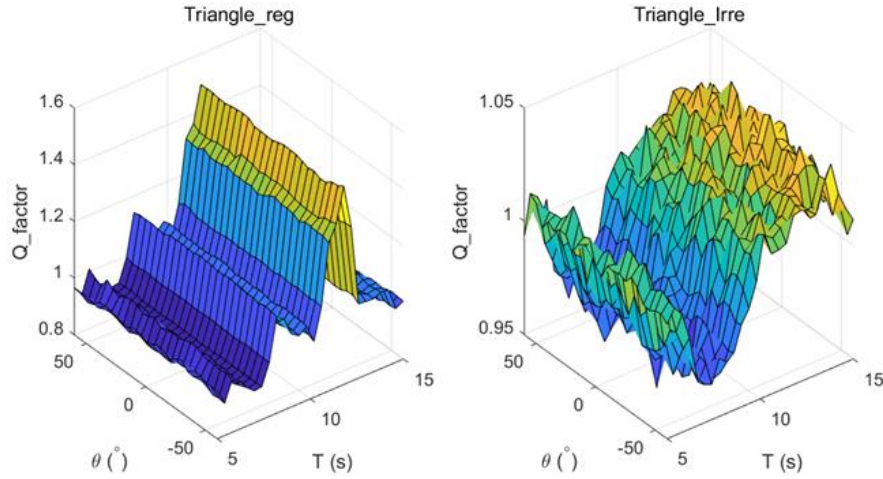 Triangle_reg
1.6
1.4
1.2
1
0.8
Q_factor
50
0
-50
θ (°)
5
10
15
T (s)
Triangle_Irre
1.05
1
0.95
Q_factor
50
0
-50
θ (°)
5
10
15
T (s)